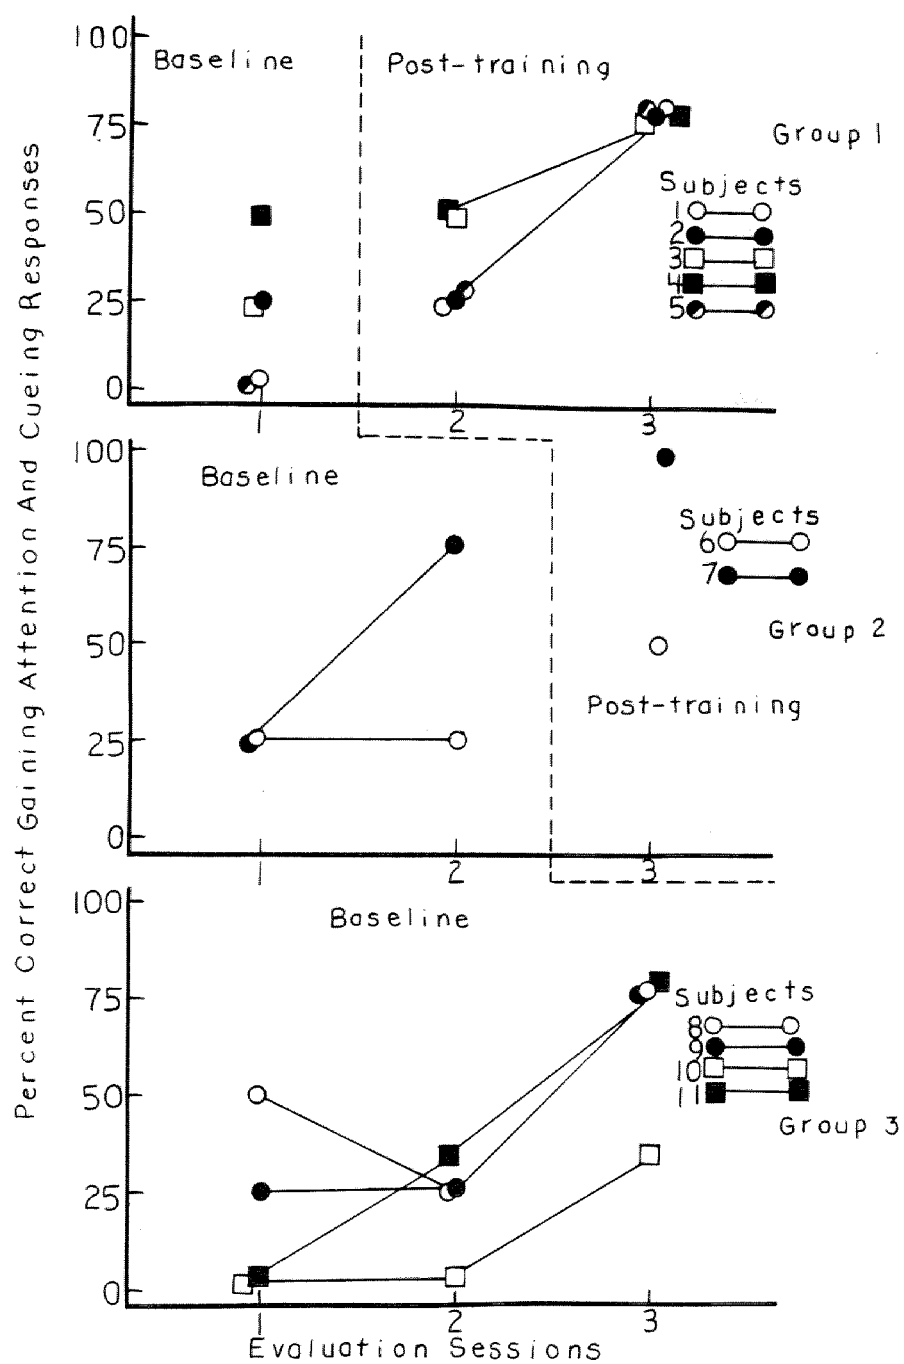 Percent Correct Gaining Attention And Cueing Responses
100
75
50
25
0
Baseline
Post-training
Group 1
Subjects
1
2
3
4
5
1 2 3
100
75
50
25
0
Baseline
Subjects
6
7
Group 2
Post-training
1 2 3
100
75
50
25
0
Baseline
Subjects
8
9
10
11
Group 3
1 2 3
Evaluation Sessions